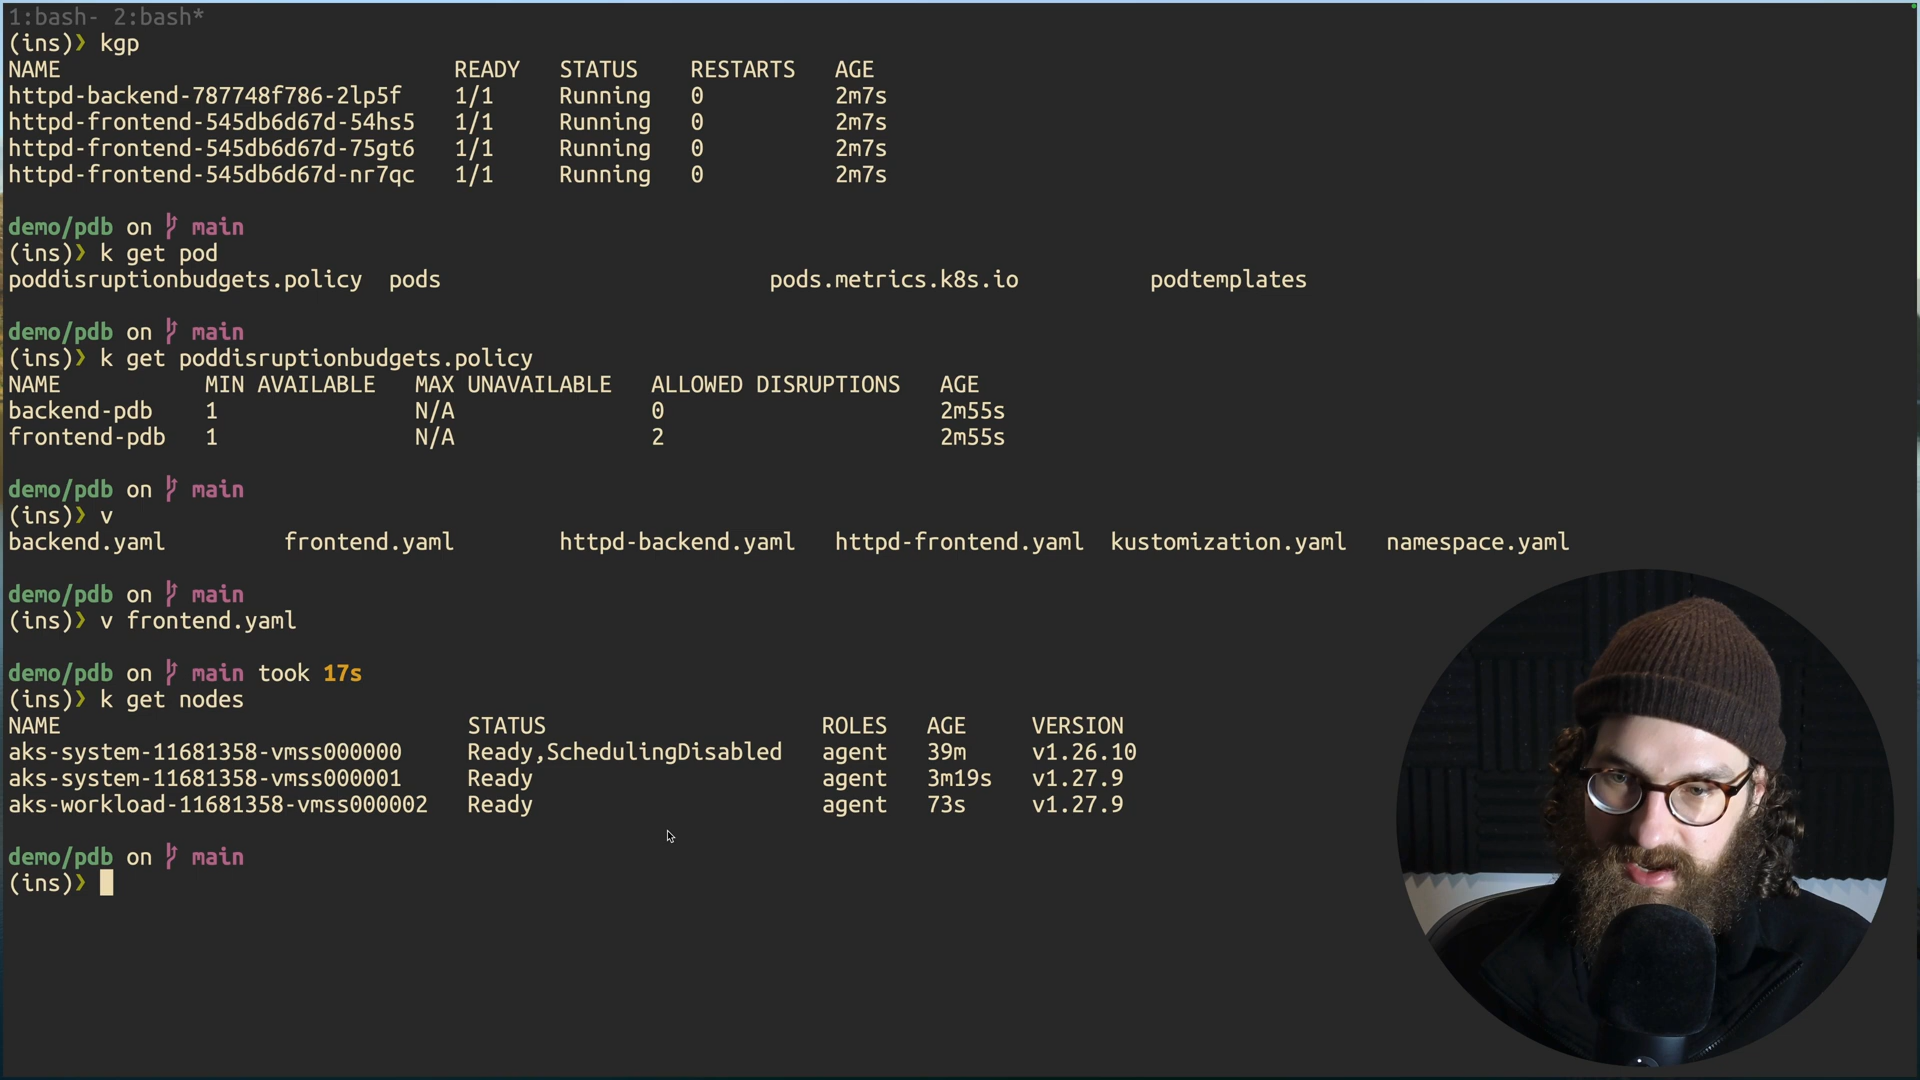 1:bash- 2:bash*
(ins)❯ kgp
NAME READY STATUS RESTARTS AGE
httpd-backend-787748f786-2lp5f 1/1 Running 0 2m7s
httpd-frontend-545db6d67d-54hs5 1/1 Running 0 2m7s
httpd-frontend-545db6d67d-75gt6 1/1 Running 0 2m7s
httpd-frontend-545db6d67d-nr7qc 1/1 Running 0 2m7s
demo/pdb on main
(ins)❯ k get pod
poddisruptionbudgets.policy pods pods.metrics.k8s.io podtemplates
demo/pdb on main
(ins)❯ k get poddisruptionbudgets.policy
NAME MIN AVAILABLE MAX UNAVAILABLE ALLOWED DISRUPTIONS AGE
backend-pdb 1 N/A 0 2m55s
frontend-pdb 1 N/A 2 2m55s
demo/pdb on main
(ins)❯ v
backend.yaml frontend.yaml httpd-backend.yaml httpd-frontend.yaml kustomization.yaml namespace.yaml
demo/pdb on main
(ins)❯ v frontend.yaml
demo/pdb on main took 17s
(ins)❯ k get nodes
NAME STATUS ROLES AGE VERSION
aks-system-11681358-vmss000000 Ready,SchedulingDisabled agent 39m v1.26.10
aks-system-11681358-vmss000001 Ready agent 3m19s v1.27.9
aks-workload-11681358-vmss000002 Ready agent 73s v1.27.9
demo/pdb on main
(ins)❯